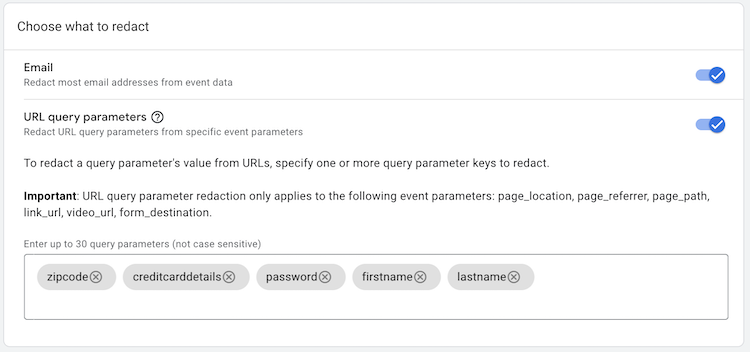 Choose what to redact
Email
Redact most email addresses from event data
URL query parameters
Redact URL query parameters from specific event parameters
To redact a query parameter's value from URLs, specify one or more query parameter keys to redact.
Important: URL query parameter redaction only applies to the following event parameters: page_location, page_referrer, page_path,
link_url, video_url, form_destination.
Enter up to 30 query parameters (not case sensitive)
zipcode creditcarddetails password firstname lastname